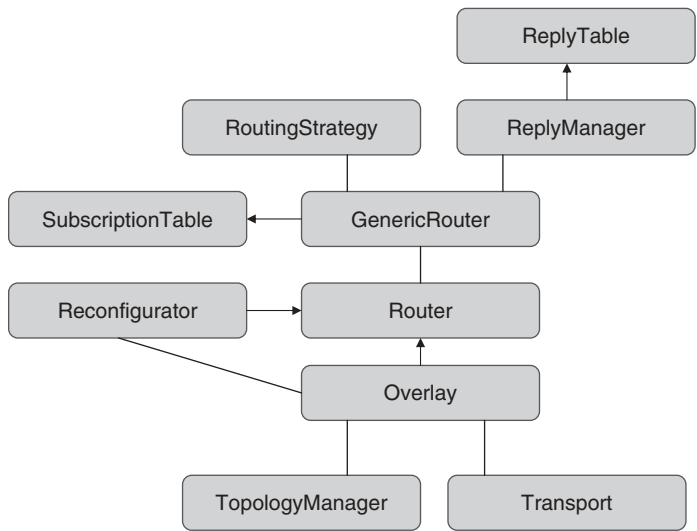 ReplyTable
RoutingStrategy
ReplyManager
SubscriptionTable
GenericRouter
Reconfigurator
Router
Overlay
TopologyManager
Transport